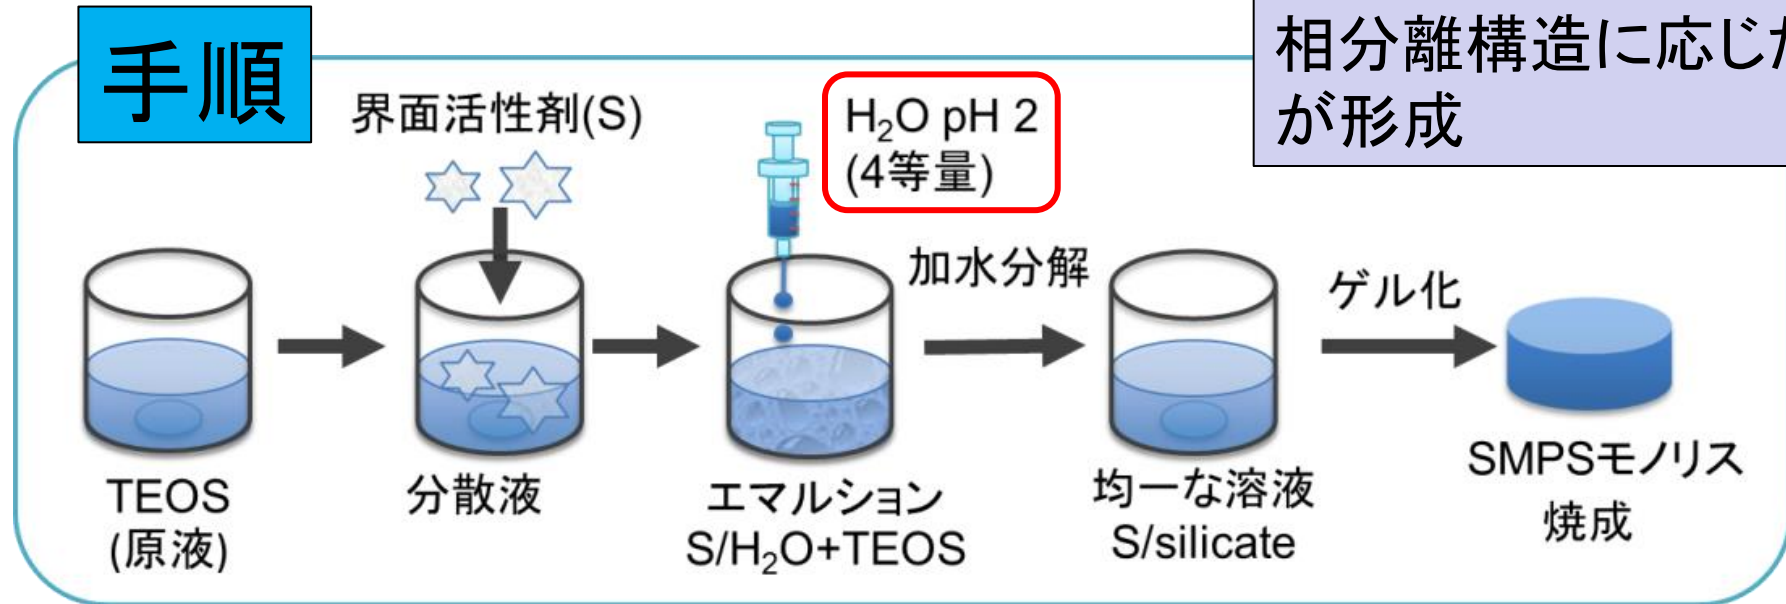 手順
相分離構造に応じた
が形成
界面活性剤(S)
H₂O pH 2
(4等量)
加水分解
ゲル化
TEOS
(原液)
分散液
エマルション
S/H₂O+TEOS
均一な溶液
S/silicate
SMPSモノリス
焼成